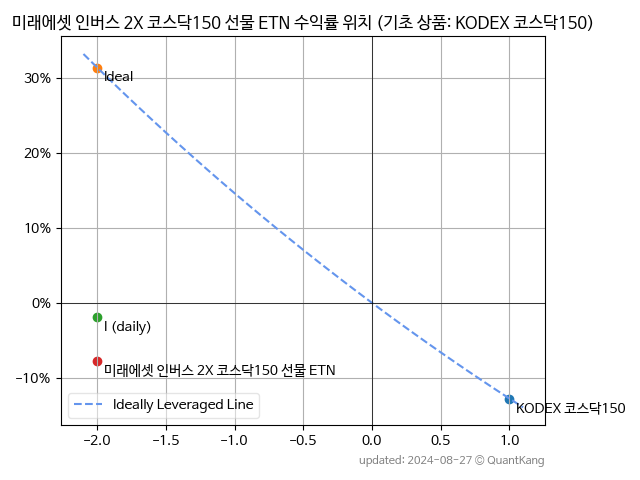 미래에셋 인버스 2X 코스닥150 선물 ETN 수익률 위치 (기초 상품: KODEX 코스닥150)
30%
20%
10%
0%
−10%
Ideal
I (daily)
미래에셋 인버스 2X 코스닥150 선물 ETN
KODEX 코스닥150
Ideally Leveraged Line
−2.0 −1.5 −1.0 −0.5 0.0 0.5 1.0
updated: 2024-08-27 © QuantKang